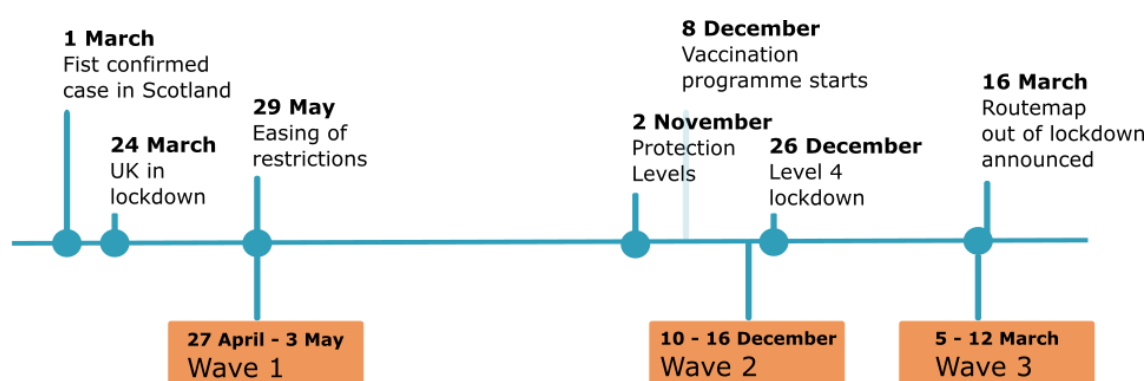 1 March
Fist confirmed
case in Scotland
24 March
UK in
lockdown
29 May
Easing of
restrictions
2 November
Protection
Levels
8 December
Vaccination
programme starts
26 December
Level 4
lockdown
16 March
Routemap
out of lockdown
announced
27 April - 3 May
Wave 1
10 - 16 December
Wave 2
5 - 12 March
Wave 3